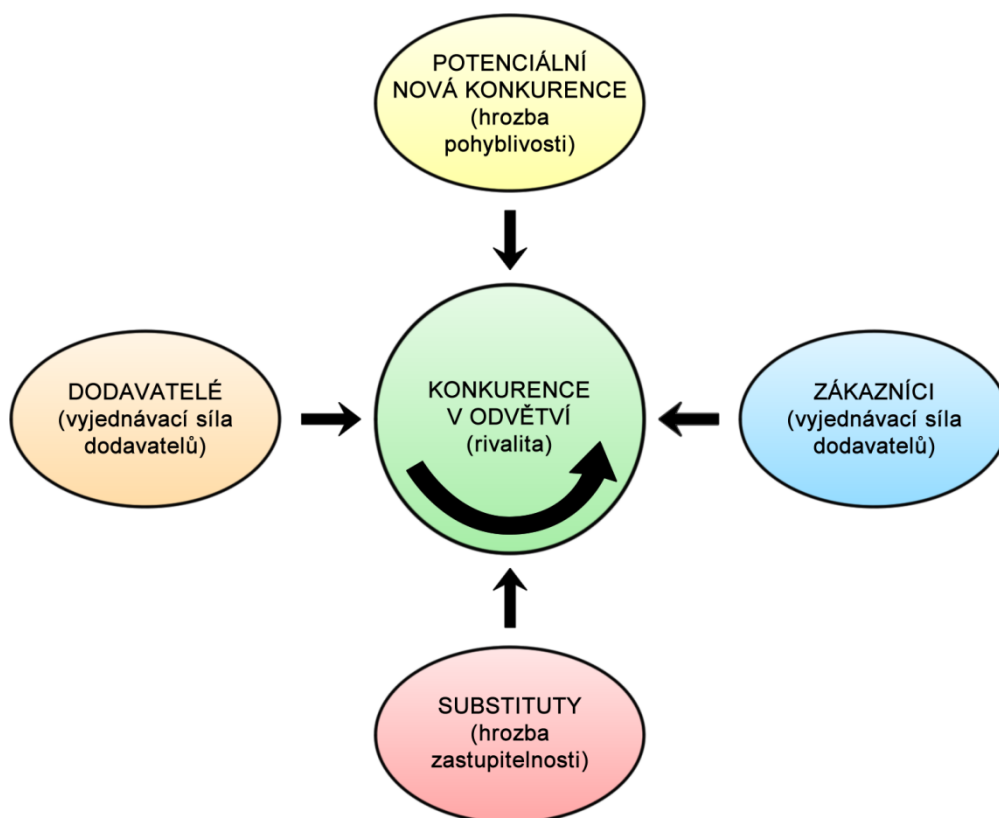 POTENCIÁLNÍ
NOVÁ KONKURENCE
(hrozba
pohyblivosti)
DODAVATELÉ
(vyjednávací síla
dodavatelů)
KONKURENCE
V ODVĚTVÍ
(rivalita)
ZÁKAZNÍCI
(vyjednávací síla
dodavatelů)
SUBSTITUTY
(hrozba
zastupitelnosti)